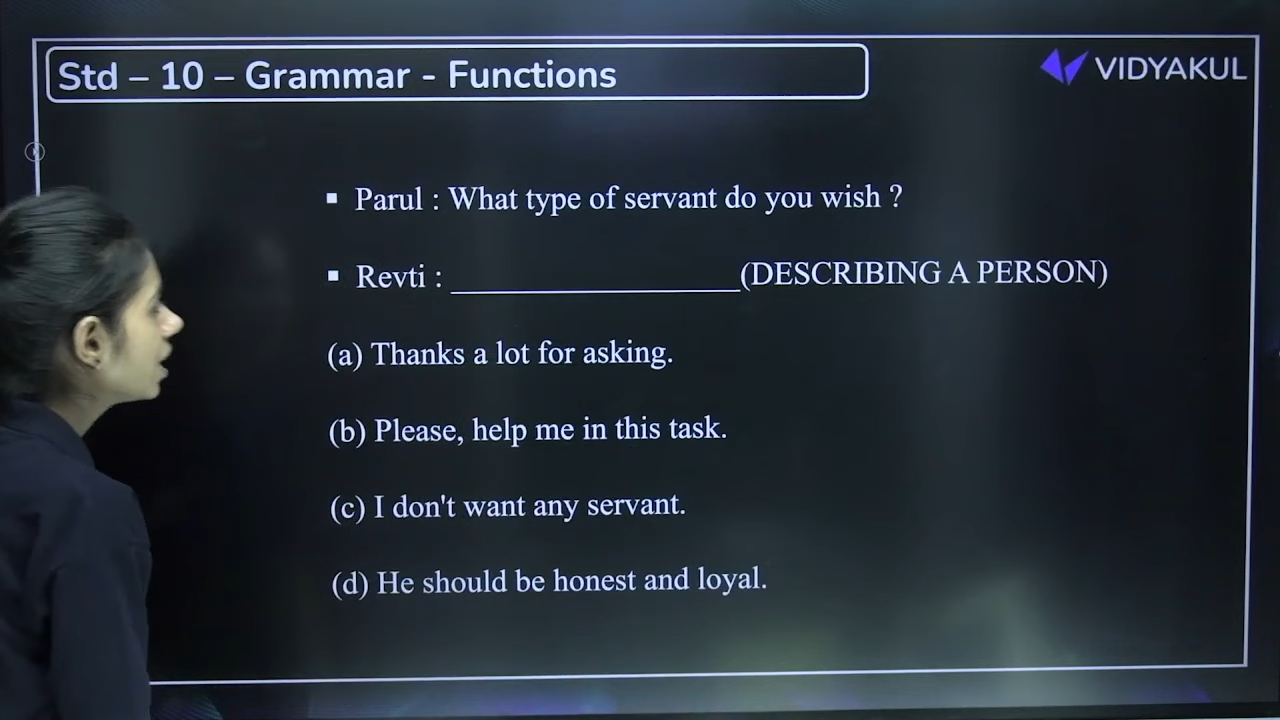 Std – 10 – Grammar - Functions
VIDYAKUL
▪ Parul : What type of servant do you wish ?
▪ Revti : __________________(DESCRIBING A PERSON)
(a) Thanks a lot for asking.
(b) Please, help me in this task.
(c) I don't want any servant.
(d) He should be honest and loyal.